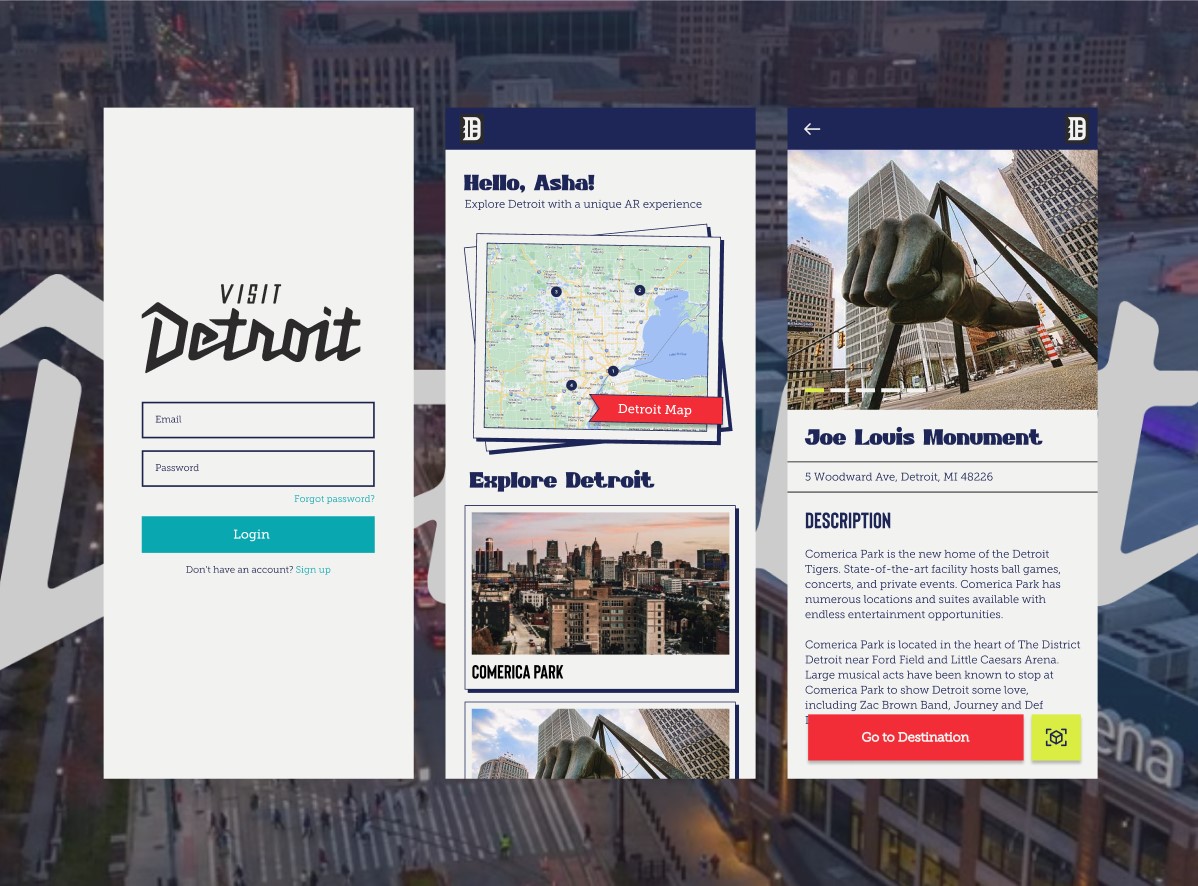 VISIT
Detroit
Email
Password
Forgot password?
Login
Don't have an account? Sign up
D
Hello, Asha!
Explore Detroit with a unique AR experience
3
2
1
4
Detroit Map
Explore Detroit
COMERICA PARK
D
Joe Louis Monument
5 Woodward Ave, Detroit, MI 48226
DESCRIPTION
Comerica Park is the new home of the Detroit
Tigers. State-of-the-art facility hosts ball games,
concerts, and private events. Comerica Park has
numerous locations and suites available with
endless entertainment opportunities.
Comerica Park is located in the heart of The District
Detroit near Ford Field and Little Caesars Arena.
Large musical acts have been known to stop at
Comerica Park to show Detroit some love,
including Zac Brown Band, Journey and Def
Go to Destination
ena